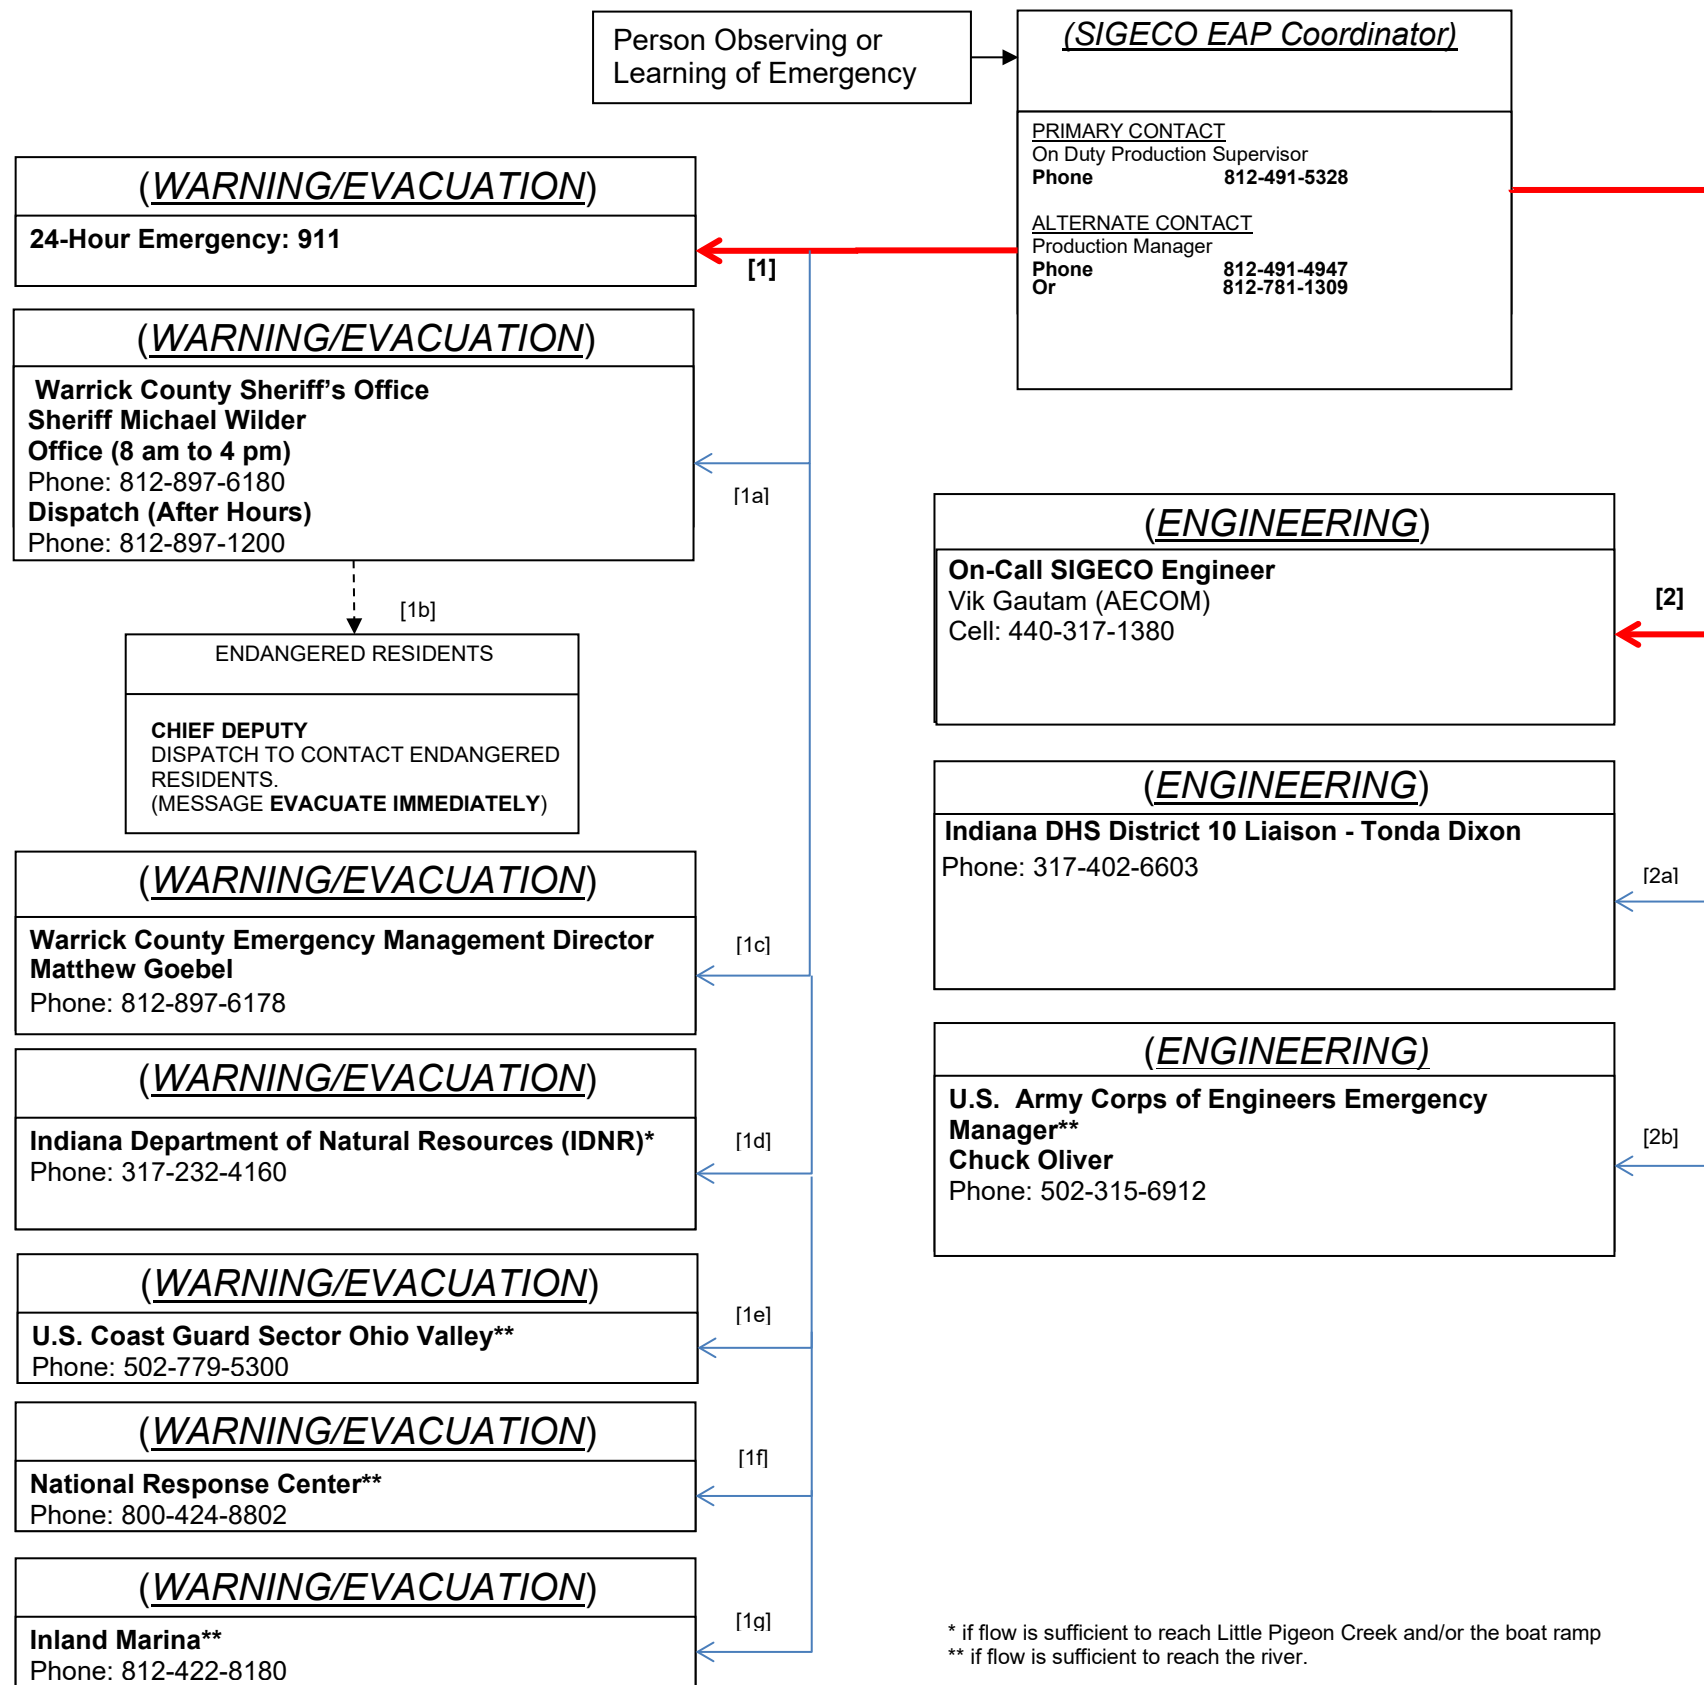 Person Observing or
Learning of Emergency
(SIGECO EAP Coordinator)
PRIMARY CONTACT
On Duty Production Supervisor
Phone 812-491-5328
ALTERNATE CONTACT
Production Manager
Phone 812-491-4947
Or 812-781-1309
(WARNING/EVACUATION)
24-Hour Emergency: 911
[1]
(WARNING/EVACUATION)
Warrick County Sheriff’s Office
Sheriff Michael Wilder
Office (8 am to 4 pm)
Phone: 812-897-6180
Dispatch (After Hours)
Phone: 812-897-1200
[1a]
[1b]
ENDANGERED RESIDENTS
CHIEF DEPUTY
DISPATCH TO CONTACT ENDANGERED
RESIDENTS.
(MESSAGE EVACUATE IMMEDIATELY)
(WARNING/EVACUATION)
Warrick County Emergency Management Director
Matthew Goebel
Phone: 812-897-6178
[1c]
(WARNING/EVACUATION)
Indiana Department of Natural Resources (IDNR)*
Phone: 317-232-4160
[1d]
(WARNING/EVACUATION)
U.S. Coast Guard Sector Ohio Valley**
Phone: 502-779-5300
[1e]
(WARNING/EVACUATION)
National Response Center**
Phone: 800-424-8802
[1f]
(WARNING/EVACUATION)
Inland Marina**
Phone: 812-422-8180
[1g]
(ENGINEERING)
On-Call SIGECO Engineer
Vik Gautam (AECOM)
Cell: 440-317-1380
[2]
(ENGINEERING)
Indiana DHS District 10 Liaison - Tonda Dixon
Phone: 317-402-6603
[2a]
(ENGINEERING)
U.S. Army Corps of Engineers Emergency
Manager**
Chuck Oliver
Phone: 502-315-6912
[2b]
* if flow is sufficient to reach Little Pigeon Creek and/or the boat ramp
** if flow is sufficient to reach the river.